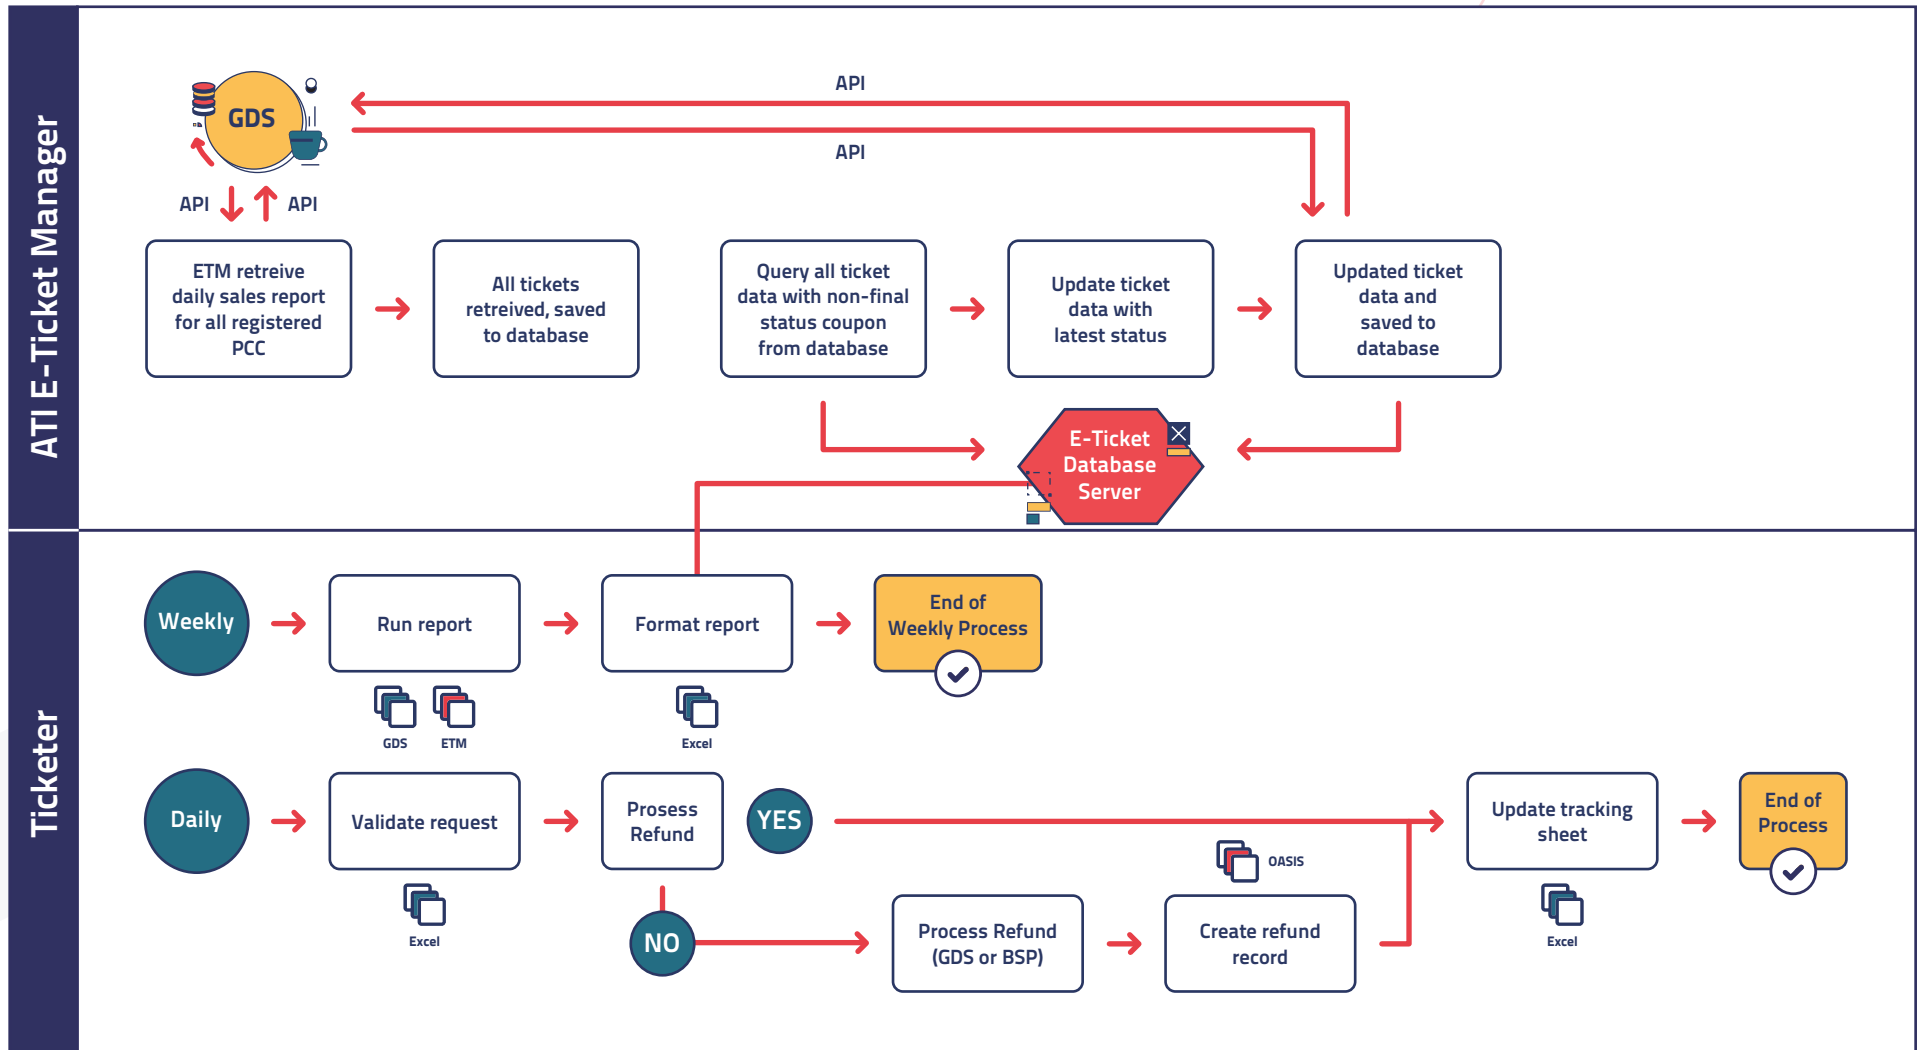 ATI E-Ticket Manager
GDS
API
API
API
API
ETM retreive
daily sales report
for all registered
PCC
All tickets
retreived, saved
to database
Query all ticket
data with non-final
status coupon
from database
Update ticket
data with
latest status
Updated ticket
data and
saved to
database
E-Ticket
Database
Server
Ticketer
Weekly
Run report
GDS
ETM
Format report
Excel
End of
Weekly Process
Daily
Validate request
Excel
Prosess
Refund
YES
NO
Process Refund
(GDS or BSP)
OASIS
Create refund
record
Update tracking
sheet
Excel
End of
Process